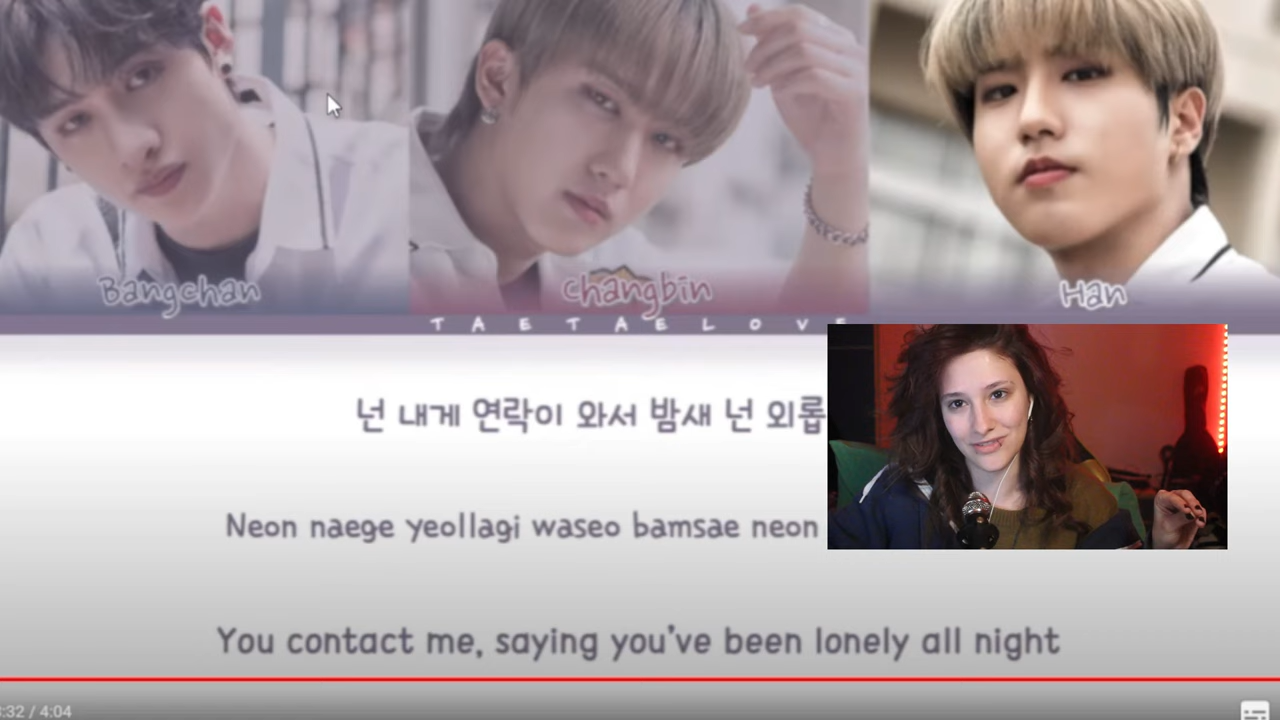 Bangchan
changbin
Han
T A E T A E L O V E
넌 내게 연락이 와서 밤새 넌 외롭
Neon naege yeollagi waseo bamsae neon
You contact me, saying you've been lonely all night
:32 / 4:04